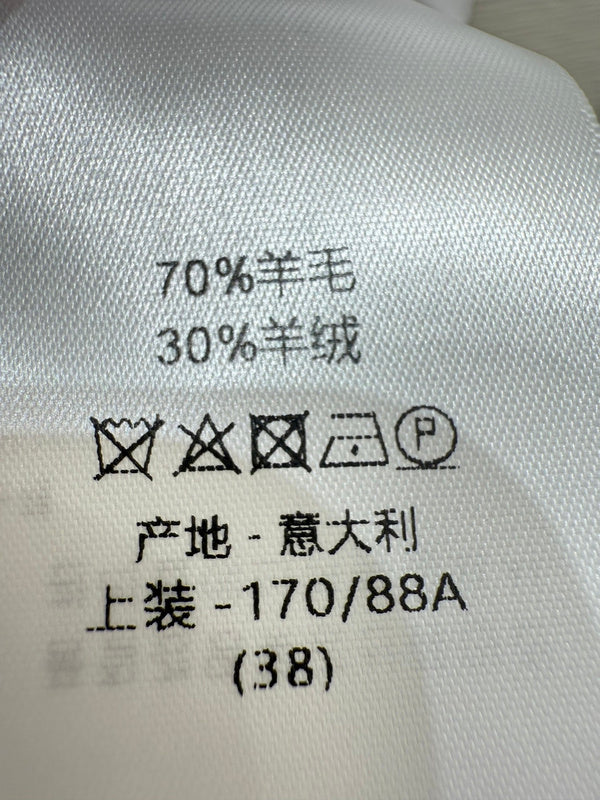 70%羊毛
30%羊绒
P
产地 - 意大利
上装 -170/88A
(38)